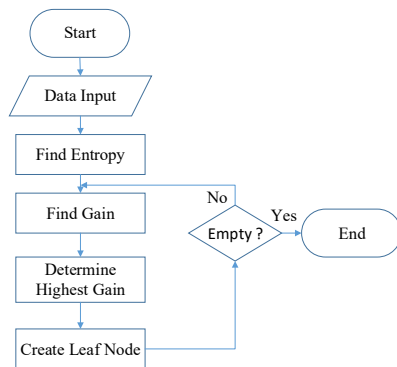 Start
Data Input
Find Entropy
Find Gain
Determine
Highest Gain
Create Leaf Node
No
Empty ?
Yes
End